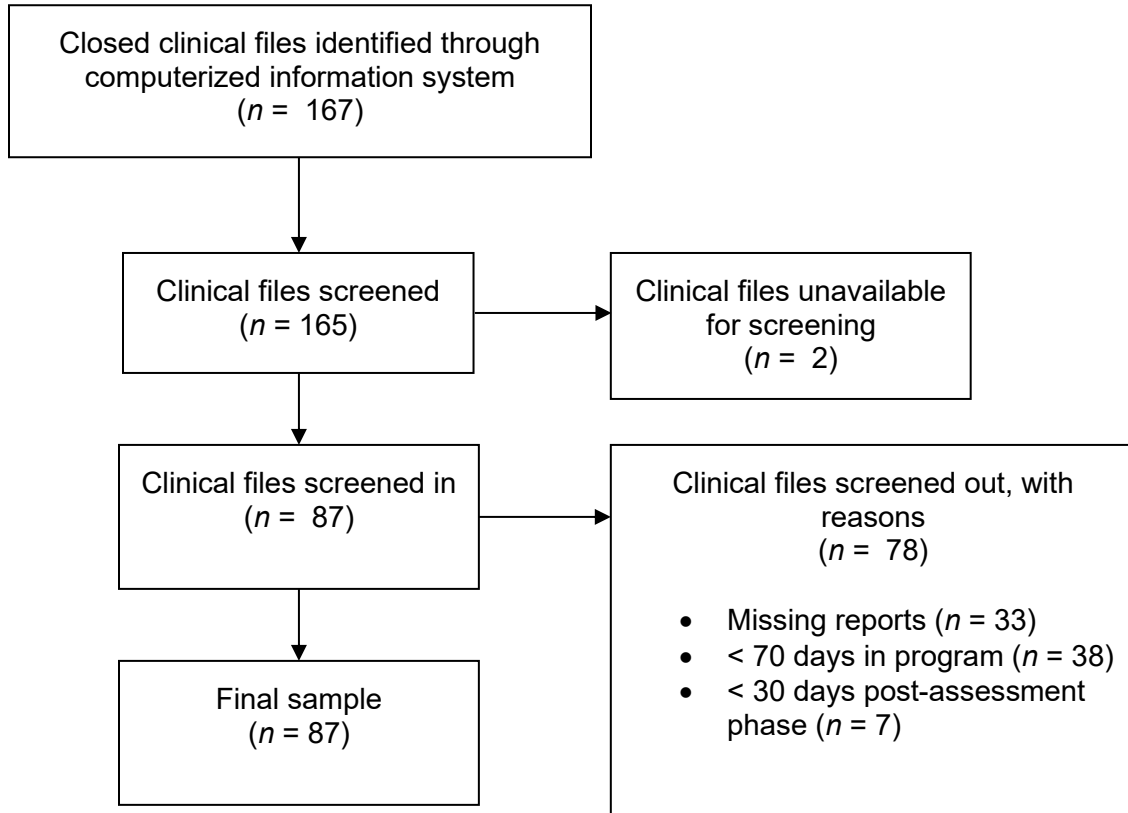 Closed clinical files identified through
computerized information system
(n = 167)
Clinical files screened
(n = 165)
Clinical files unavailable
for screening
(n = 2)
Clinical files screened in
(n = 87)
Clinical files screened out, with
reasons
(n = 78)
• Missing reports (n = 33)
• < 70 days in program (n = 38)
• < 30 days post-assessment
phase (n = 7)
Final sample
(n = 87)